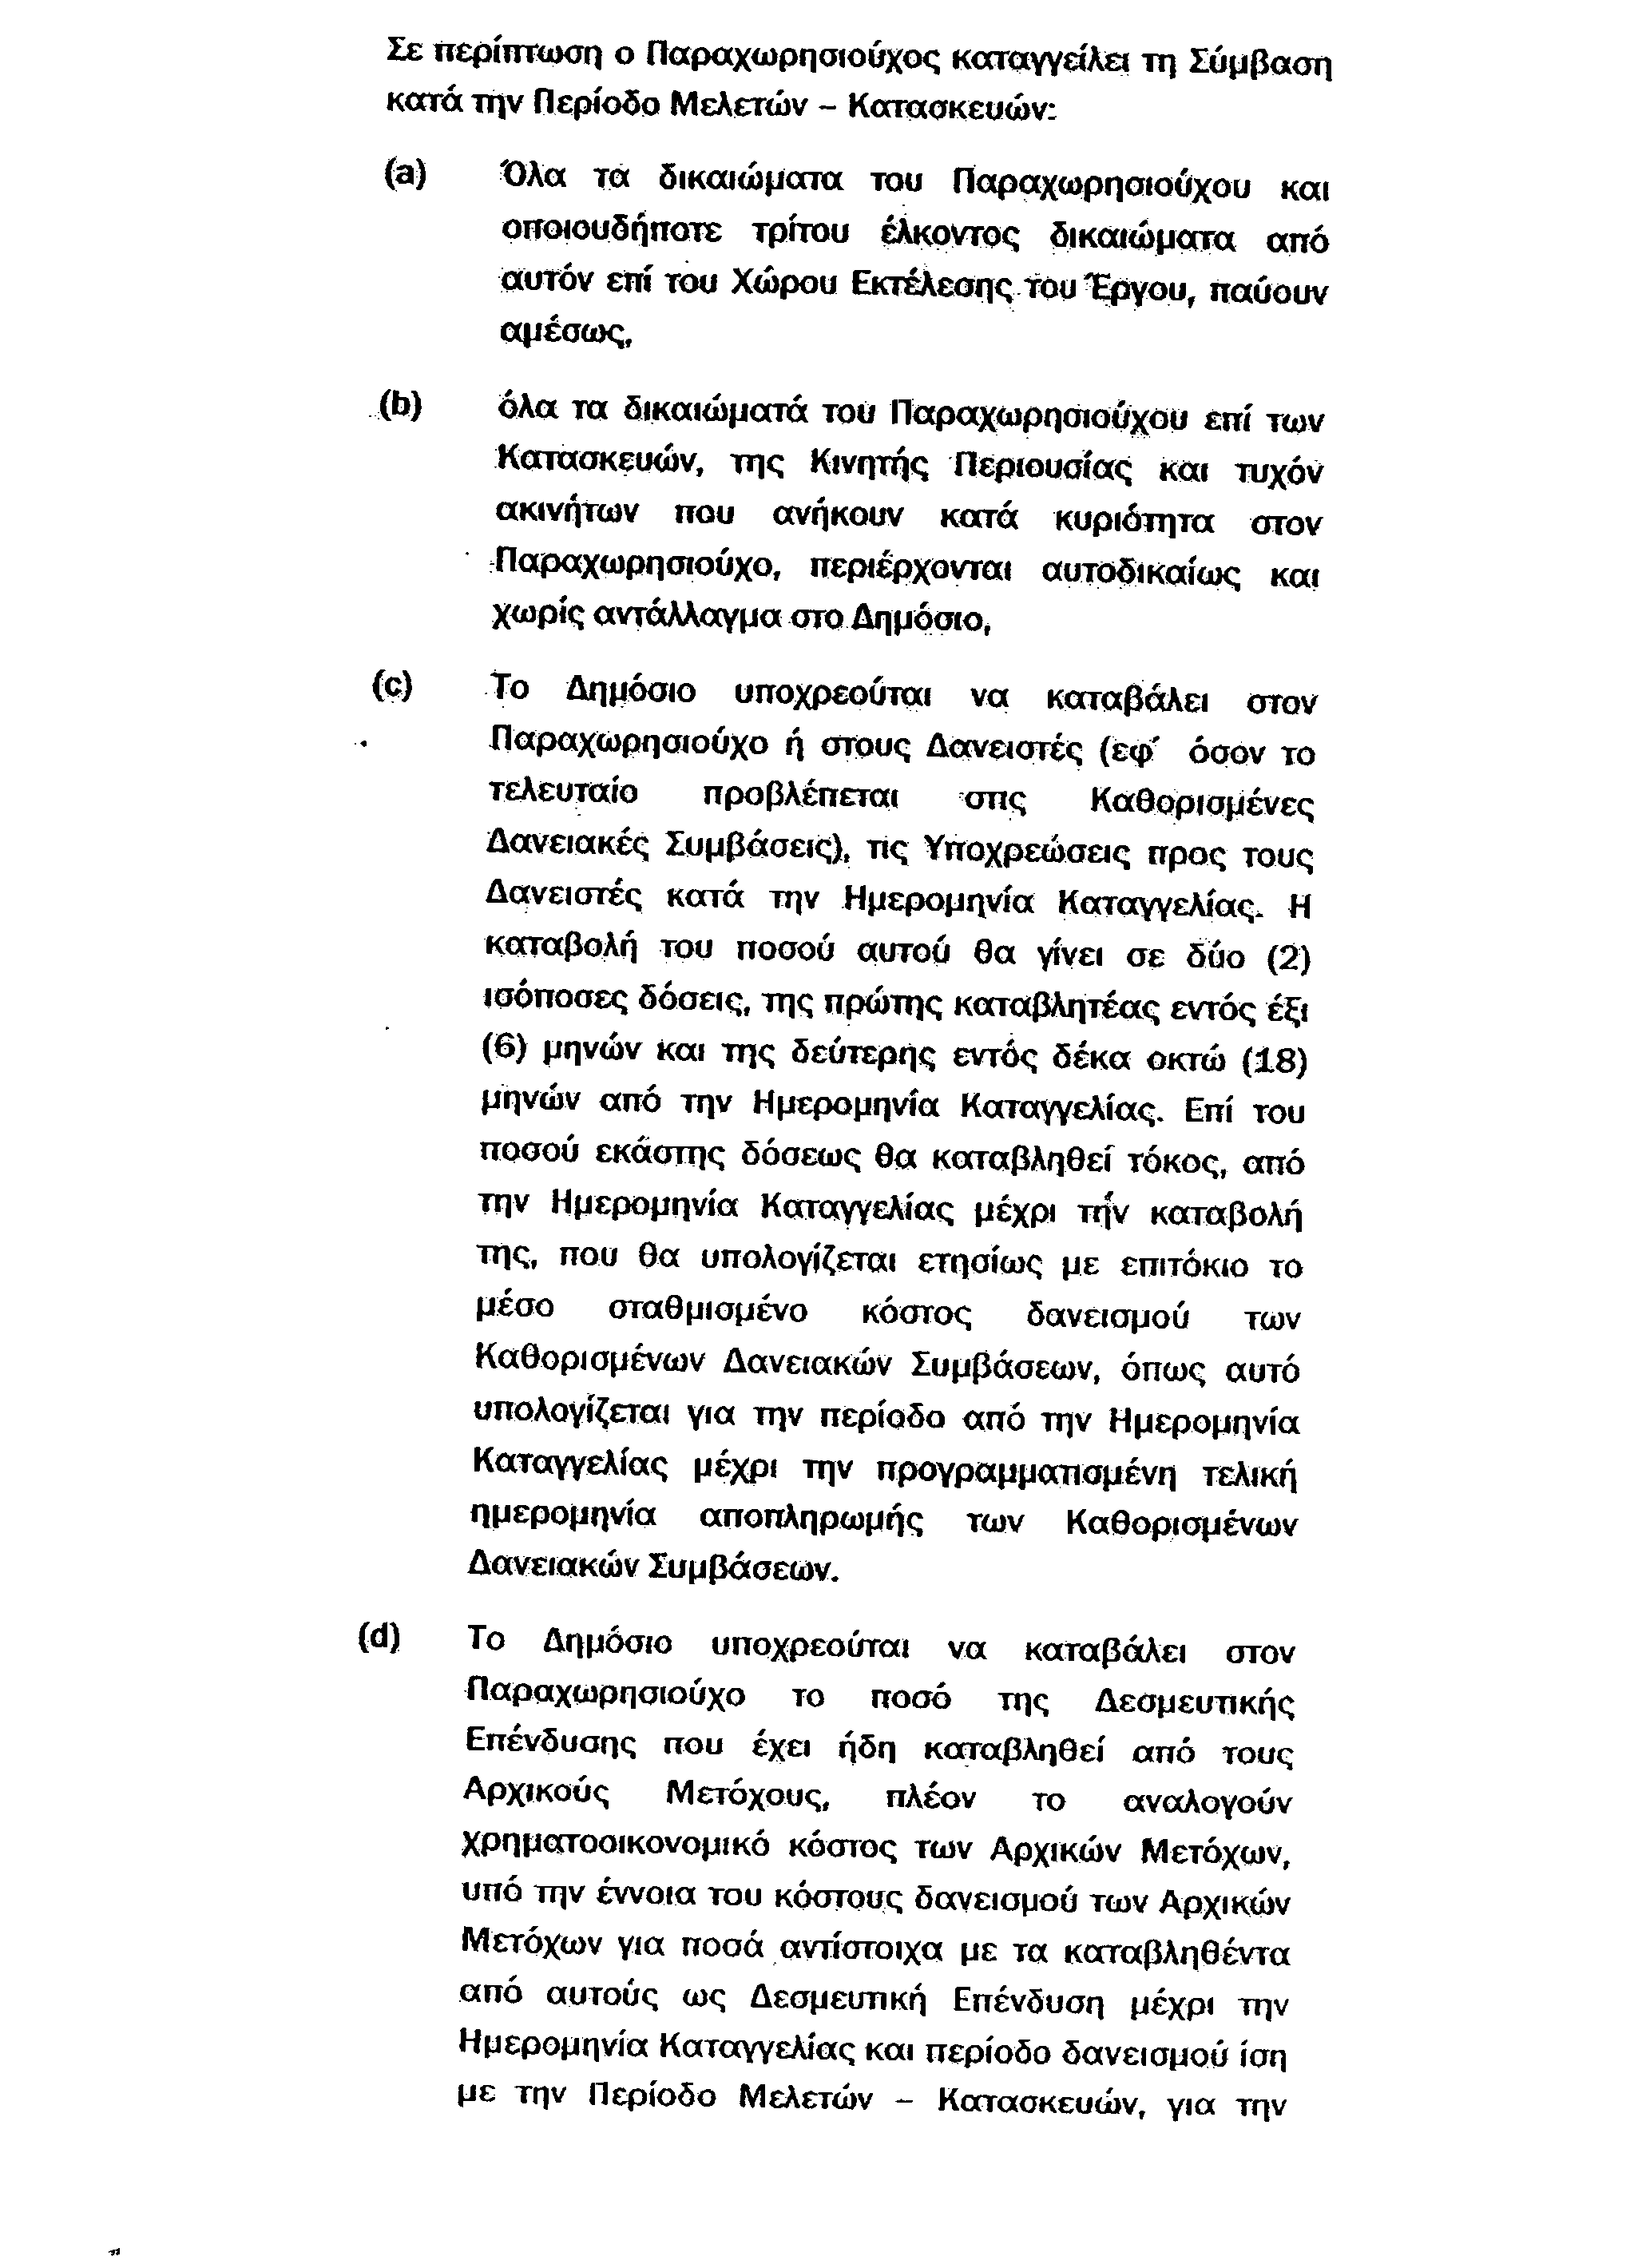 Σε περίπτωση ο Παραχωρησιούχος καταγγείλει τη Σύμβαση
κατά την Περίοδο Μελετών – Κατασκευών:
(a) Όλα τα δικαιώματα του Παραχωρησιούχου και
οποιουδήποτε τρίτου έλκοντος δικαιώματα από
αυτόν επί του Χώρου Εκτέλεσης του Έργου, παύουν
αμέσως,
(b) όλα τα δικαιώματά του Παραχωρησιούχου επί των
Κατασκευών, της Κινητής Περιουσίας και τυχόν
ακινήτων που ανήκουν κατά κυριότητα στον
Παραχωρησιούχο, περιέρχονται αυτοδικαίως και
χωρίς αντάλλαγμα στο Δημόσιο,
(c) Το Δημόσιο υποχρεούται να καταβάλει στον
Παραχωρησιούχο ή στους Δανειστές (εφ' όσον το
τελευταίο προβλέπεται στις Καθορισμένες
Δανειακές Συμβάσεις), τις Υποχρεώσεις προς τους
Δανειστές κατά την Ημερομηνία Καταγγελίας. Η
καταβολή του ποσού αυτού θα γίνει σε δύο (2)
ισόποσες δόσεις, της πρώτης καταβλητέας εντός έξι
(6) μηνών και της δεύτερης εντός δέκα οκτώ (18)
μηνών από την Ημερομηνία Καταγγελίας. Επί του
ποσού εκάστης δόσεως θα καταβληθεί τόκος, από
την Ημερομηνία Καταγγελίας μέχρι την καταβολή
της, που θα υπολογίζεται ετησίως με επιτόκιο το
μέσο σταθμισμένο κόστος δανεισμού των
Καθορισμένων Δανειακών Συμβάσεων, όπως αυτό
υπολογίζεται για την περίοδο από την Ημερομηνία
Καταγγελίας μέχρι την προγραμματισμένη τελική
ημερομηνία αποπληρωμής των Καθορισμένων
Δανειακών Συμβάσεων.
(d) Το Δημόσιο υποχρεούται να καταβάλει στον
Παραχωρησιούχο το ποσό της Δεσμευτικής
Επένδυσης που έχει ήδη καταβληθεί από τους
Αρχικούς Μετόχους, πλέον το αναλογούν
χρηματοοικονομικό κόστος των Αρχικών Μετόχων,
υπό την έννοια του κόστους δανεισμού των Αρχικών
Μετόχων για ποσά αντίστοιχα με τα καταβληθέντα
από αυτούς ως Δεσμευτική Επένδυση μέχρι την
Ημερομηνία Καταγγελίας και περίοδο δανεισμού ίση
με την Περίοδο Μελετών – Κατασκευών, για την